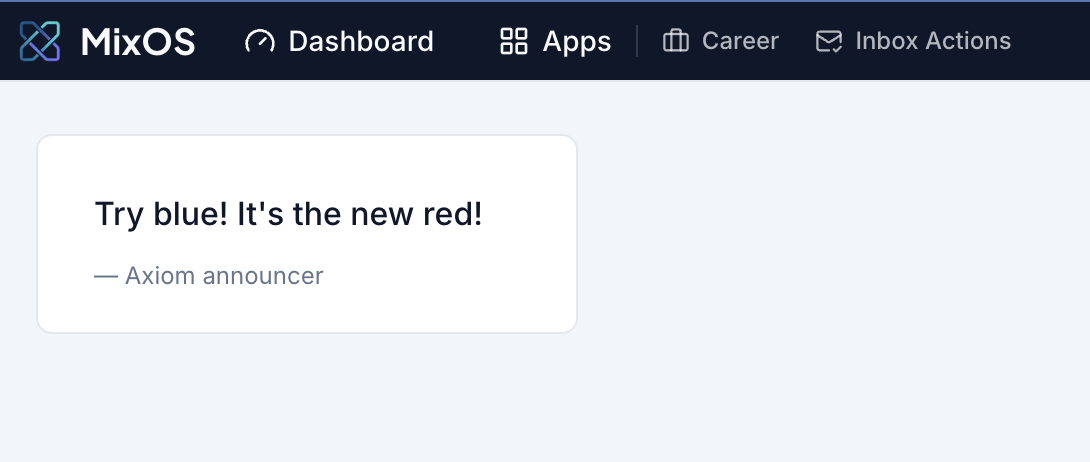 MixOS Dashboard Apps Career Inbox Actions
Try blue! It's the new red!
— Axiom announcer